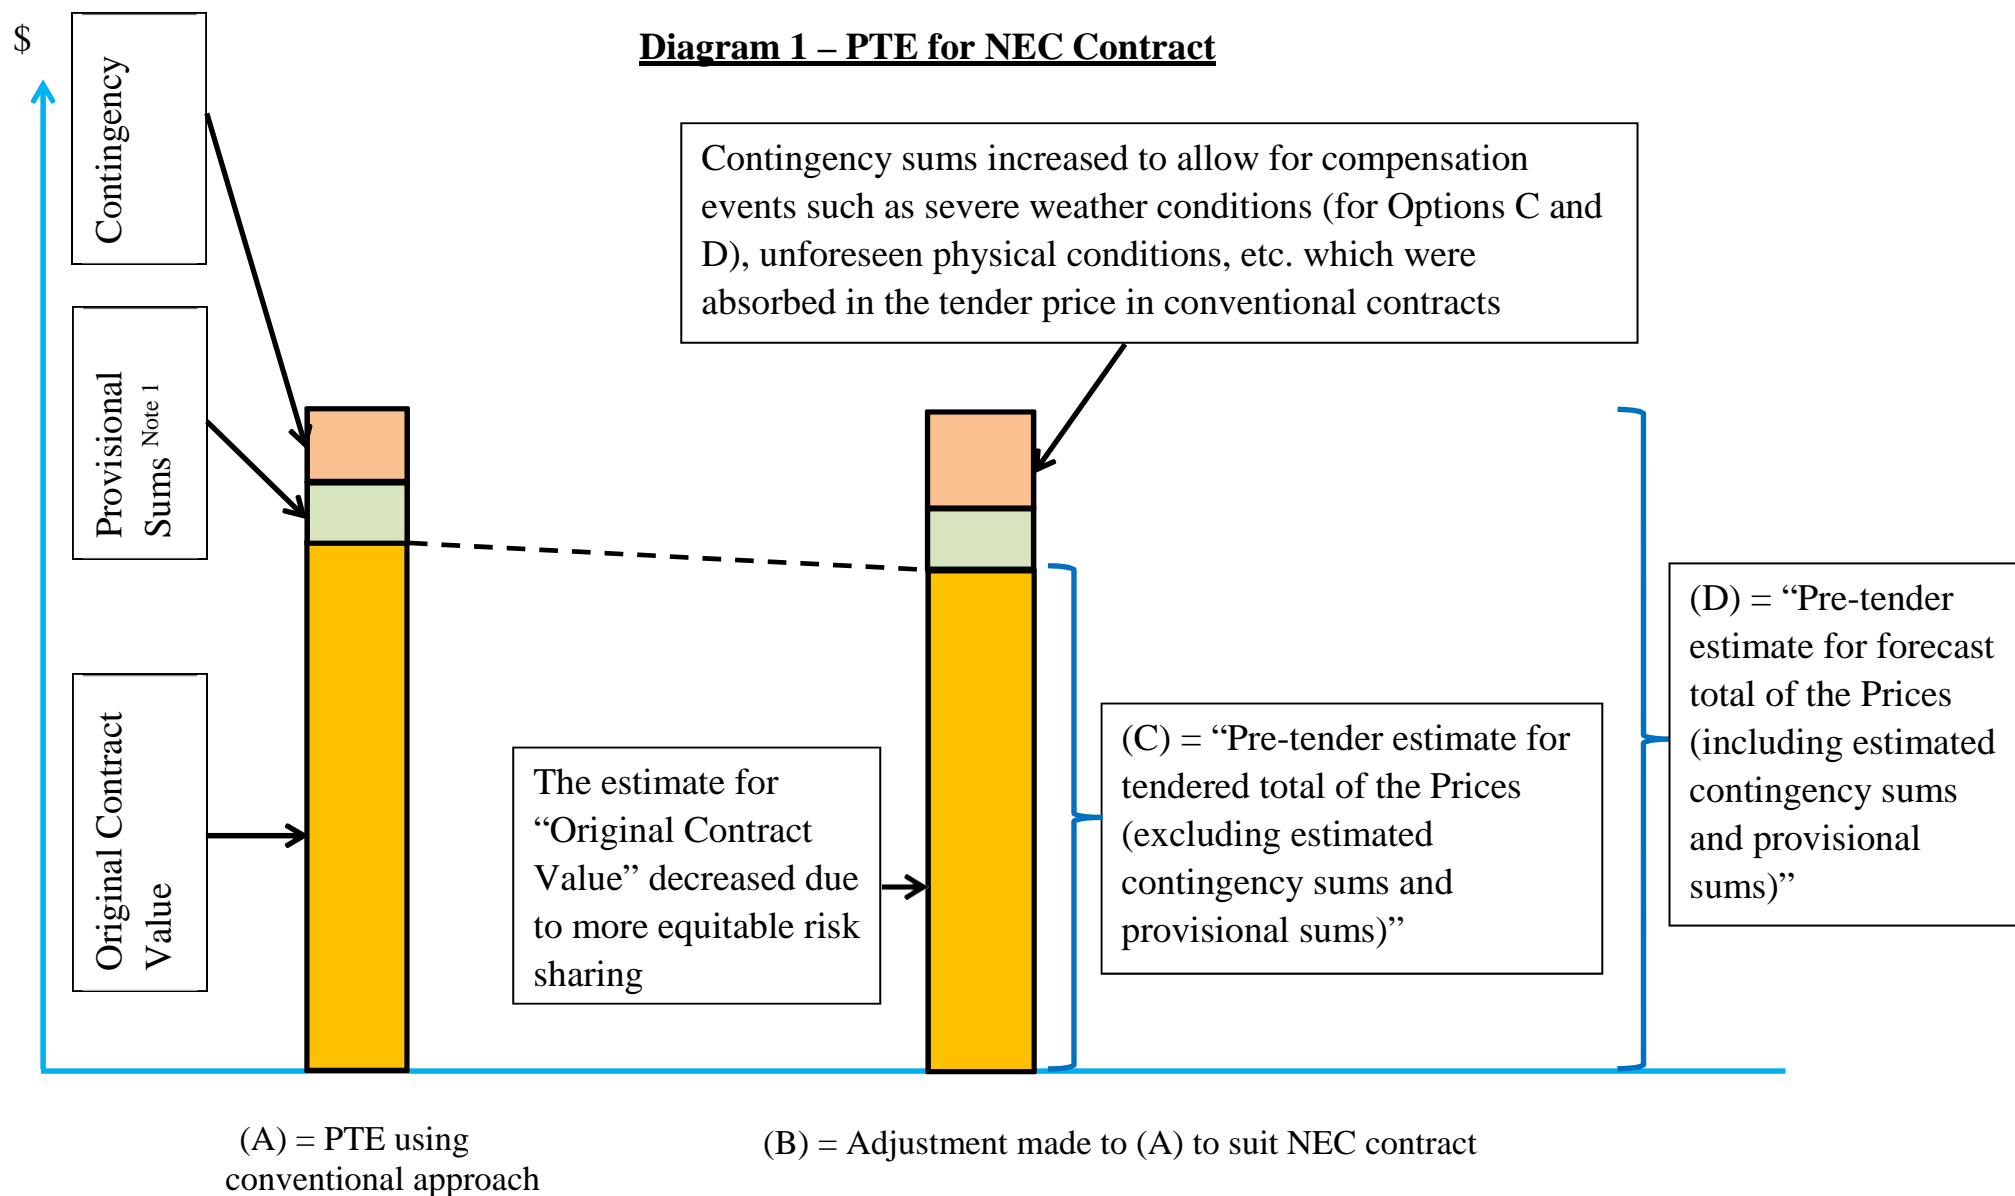 $
Diagram 1 – PTE for NEC Contract
Contingency
Provisional
Sums Note 1
Original Contract
Value
Contingency sums increased to allow for compensation
events such as severe weather conditions (for Options C and
D), unforeseen physical conditions, etc. which were
absorbed in the tender price in conventional contracts
The estimate for
“Original Contract
Value” decreased due
to more equitable risk
sharing
(C) = “Pre-tender estimate for
tendered total of the Prices
(excluding estimated
contingency sums and
provisional sums)”
(D) = “Pre-tender
estimate for forecast
total of the Prices
(including estimated
contingency sums
and provisional
sums)”
(A) = PTE using
conventional approach
(B) = Adjustment made to (A) to suit NEC contract